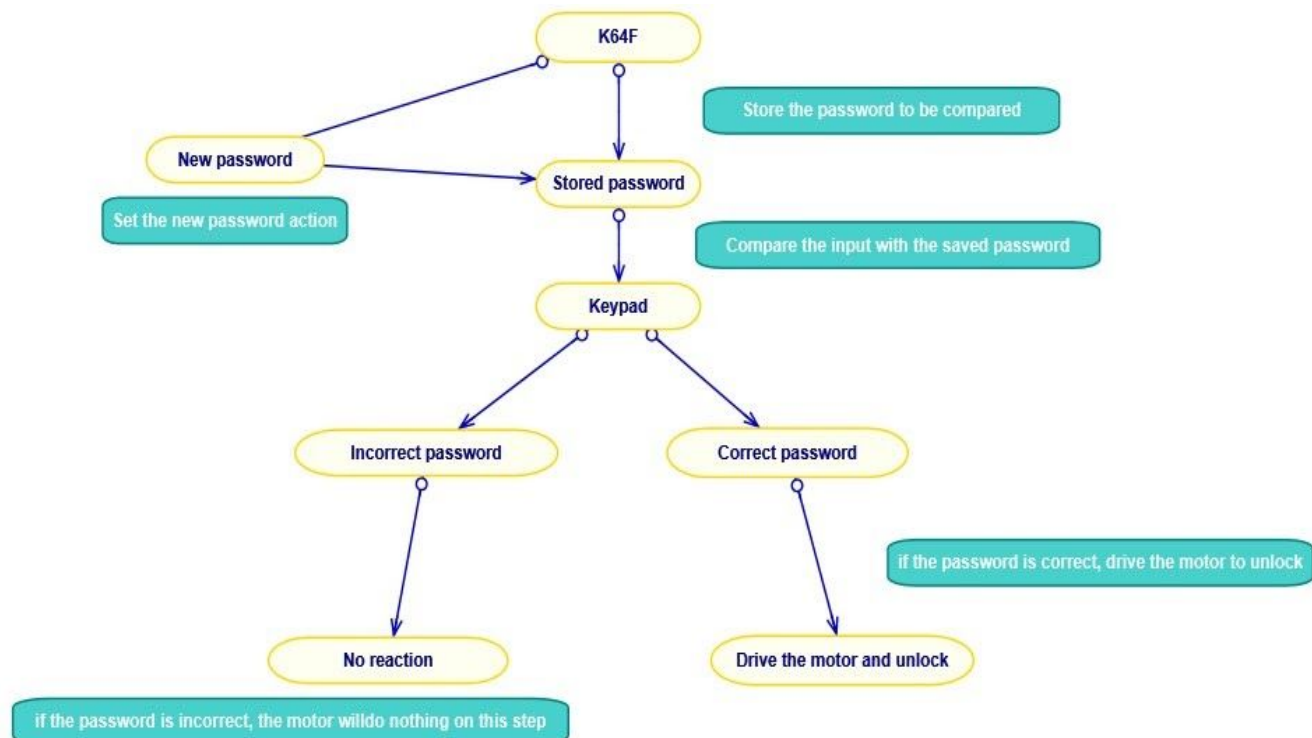 K64F
Store the password to be compared
New password
Stored password
Set the new password action
Compare the input with the saved password
Keypad
Incorrect password
Correct password
if the password is correct, drive the motor to unlock
No reaction
Drive the motor and unlock
if the password is incorrect, the motor willdo nothing on this step